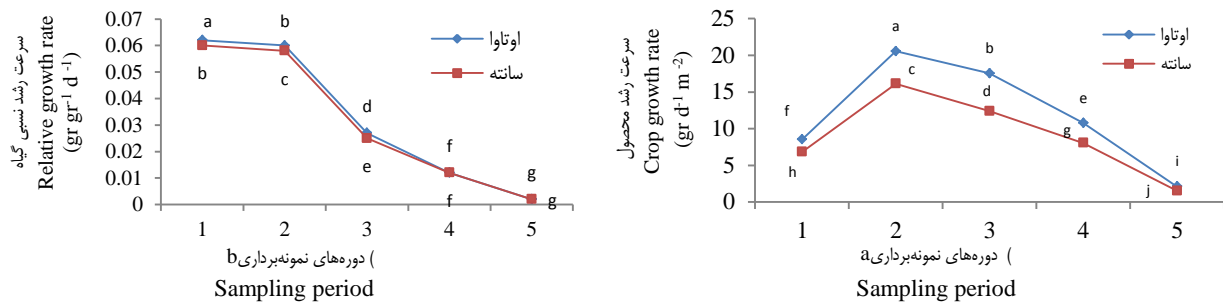 سرعت رشد نسبی گیاه
Relative growth rate
(gr gr-1 d -1)
0.07
0.06
0.05
0.04
0.03
0.02
0.01
0
a
b
b
c
d
e
f
f
g
g
اوتاوا
سانته
1 2 3 4 5
b) دوره‌های نمونه‌برداری
Sampling period
سرعت رشد محصول
Crop growth rate
(gr d-1 m -2)
25
20
15
10
5
0
f
h
a
c
b
d
e
g
i
j
اوتاوا
سانته
1 2 3 4 5
a) دوره‌های نمونه‌برداری
Sampling period